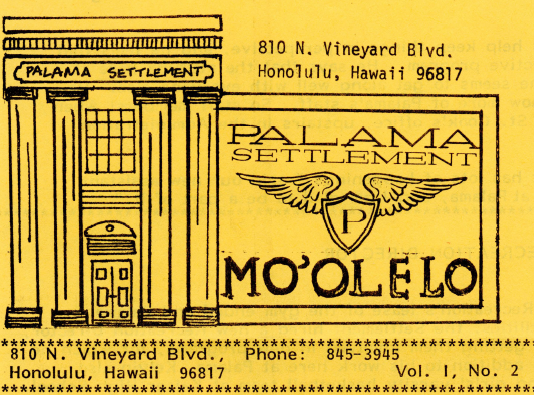 810 N. Vineyard Blvd.
Honolulu, Hawaii 96817
PALAMA SETTLEMENT
PALAMA
SETTLEMENT
P
MO'OLELO
************************************************************
810 N. Vineyard Blvd., Phone: 845-3945
Honolulu, Hawaii 96817 Vol. I, No. 2
************************************************************